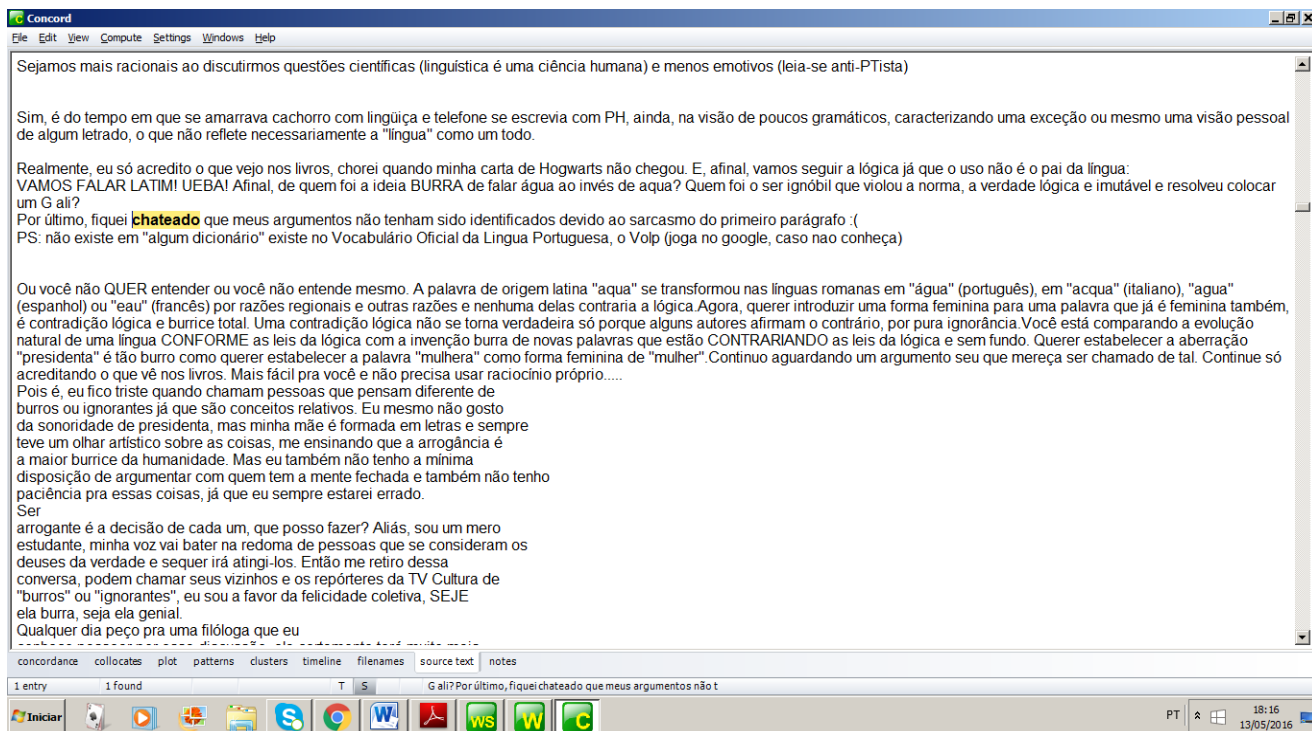 Concord
File Edit View Compute Settings Windows Help
Sejamos mais racionais ao discutirmos questões científicas (linguística é uma ciência humana) e menos emotivos (leia-se anti-PTista)
Sim, é do tempo em que se amarrava cachorro com lingüiça e telefone se escrevia com PH, ainda, na visão de poucos gramáticos, caracterizando uma exceção ou mesmo uma visão pessoal
de algum letrado, o que não reflete necessariamente a "língua" como um todo.
Realmente, eu só acredito o que vejo nos livros, chorei quando minha carta de Hogwarts não chegou. E, afinal, vamos seguir a lógica já que o uso não é o pai da língua:
VAMOS FALAR LATIM! UEBA! Afinal, de quem foi a ideia BURRA de falar água ao invés de aqua? Quem foi o ser ignóbil que violou a norma, a verdade lógica e imutável e resolveu colocar
um G ali?
Por último, fiquei chateado que meus argumentos não tenham sido identificados devido ao sarcasmo do primeiro parágrafo :(
PS: não existe em "algum dicionário" existe no Vocabulário Oficial da Lingua Portuguesa, o Volp (joga no google, caso nao conheça)
Ou você não QUER entender ou você não entende mesmo. A palavra de origem latina "aqua" se transformou nas línguas romanas em "água" (português), em "acqua" (italiano), "agua"
(espanhol) ou "eau" (francês) por razões regionais e outras razões e nenhuma delas contraria a lógica.Agora, querer introduzir uma forma feminina para uma palavra que já é feminina também,
é contradição lógica e burrice total. Uma contradição lógica não se torna verdadeira só porque alguns autores afirmam o contrário, por pura ignorância.Você está comparando a evolução
natural de uma língua CONFORME as leis da lógica com a invenção burra de novas palavras que estão CONTRARIANDO as leis da lógica e sem fundo. Querer estabelecer a aberração
"presidenta" é tão burro como querer estabelecer a palavra "mulhera" como forma feminina de "mulher".Continuo aguardando um argumento seu que mereça ser chamado de tal. Continue só
acreditando o que vê nos livros. Mais fácil pra você e não precisa usar raciocínio próprio.....
Pois é, eu fico triste quando chamam pessoas que pensam diferente de
burros ou ignorantes já que são conceitos relativos. Eu mesmo não gosto
da sonoridade de presidenta, mas minha mãe é formada em letras e sempre
teve um olhar artístico sobre as coisas, me ensinando que a arrogância é
a maior burrice da humanidade. Mas eu também não tenho a mínima
disposição de argumentar com quem tem a mente fechada e também não tenho
paciência pra essas coisas, já que eu sempre estarei errado.
Ser
arrogante é a decisão de cada um, que posso fazer? Aliás, sou um mero
estudante, minha voz vai bater na redoma de pessoas que se consideram os
deuses da verdade e sequer irá atingi-los. Então me retiro dessa
conversa, podem chamar seus vizinhos e os repórteres da TV Cultura de
"burros" ou "ignorantes", eu sou a favor da felicidade coletiva, SEJE
ela burra, seja ela genial.
Qualquer dia peço pra uma filóloga que eu
concordance collocates plot patterns clusters timeline filenames source text notes
1 entry 1 found T S G ali? Por último, fiquei chateado que meus argumentos não t
Iniciar PT 18:16
13/05/2016